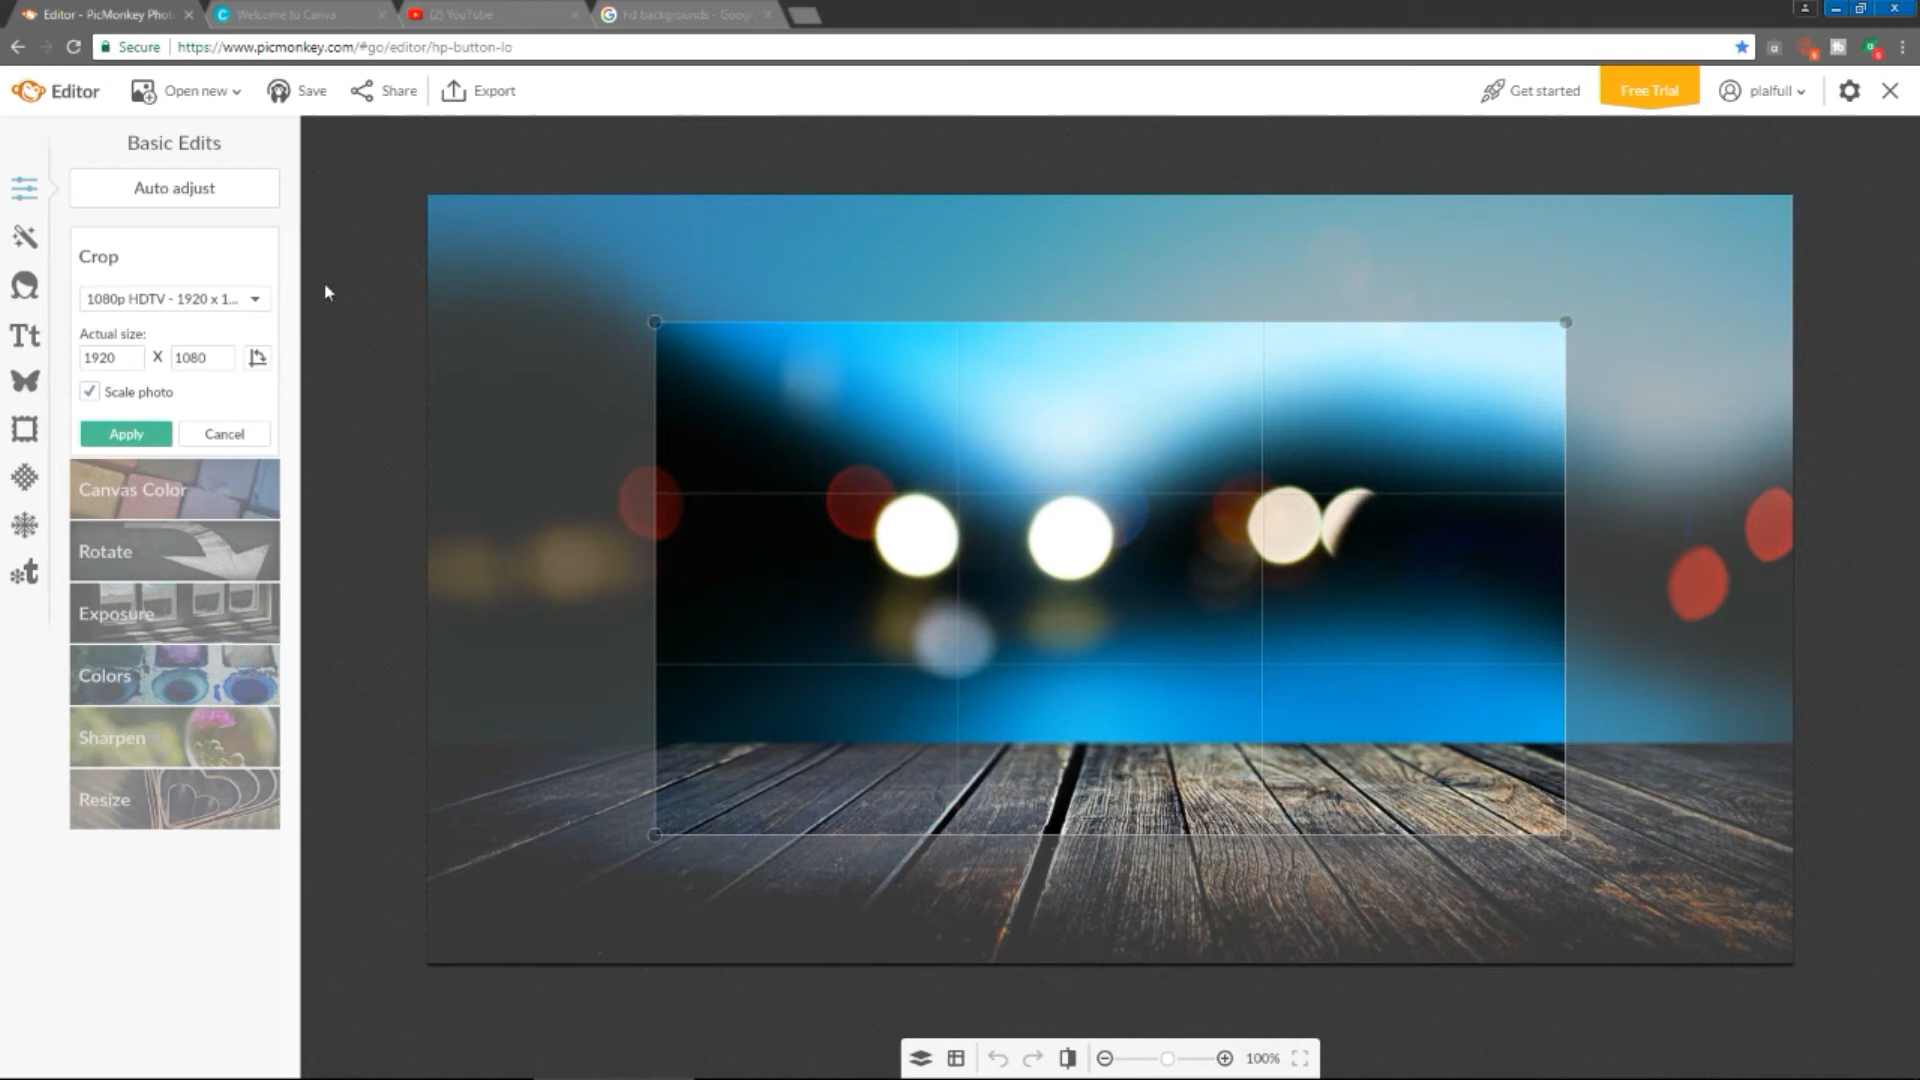 Editor - PicMonkey Phot
Welcome to Canva
(2) YouTube
hd backgrounds - Goog
Secure
https://www.picmonkey.com/#go/editor/hp-button-lo
Editor
Open new
Save
Share
Export
Get started
Free Trial
plalfull
Basic Edits
Auto adjust
Crop
1080p HDTV - 1920 x 1...
Actual size:
1920 X 1080
Scale photo
Apply
Cancel
Canvas Color
Rotate
Exposure
Colors
Sharpen
Resize
100%